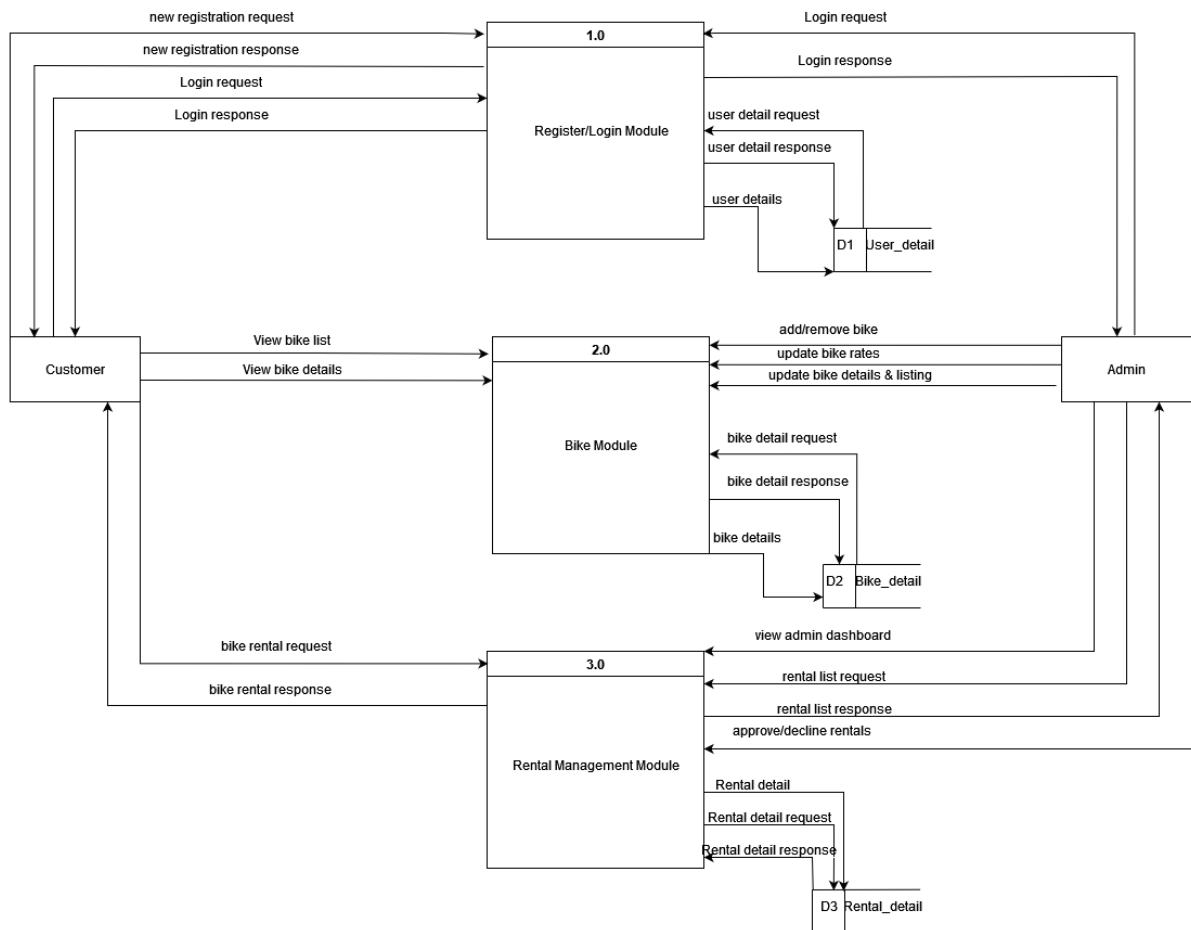 new registration request
Login request
1.0
new registration response
Login response
Login request
Login response
user detail request
Register/Login Module
user detail response
user details
D1
User_detail
add/remove bike
View bike list
2.0
update bike rates
Customer
View bike details
update bike details & listing
Admin
bike detail request
Bike Module
bike detail response
bike details
D2
Bike_detail
view admin dashboard
bike rental request
3.0
rental list request
bike rental response
rental list response
approve/decline rentals
Rental Management Module
Rental detail
Rental detail request
Rental detail response
D3
Rental_detail